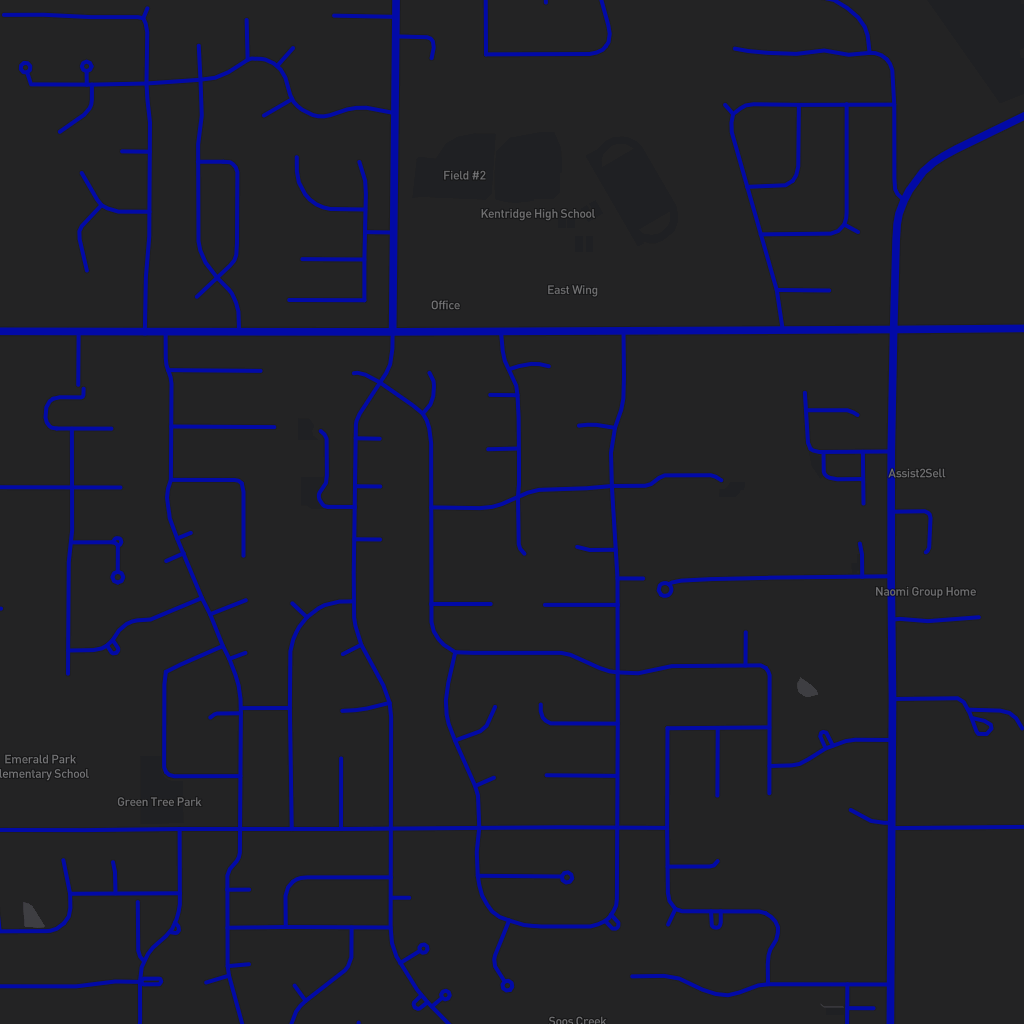 Field #2
Kentridge High School
East Wing
Office
Assist2Sell
Naomi Group Home
Emerald Park
lementary School
Green Tree Park
Soos Creek